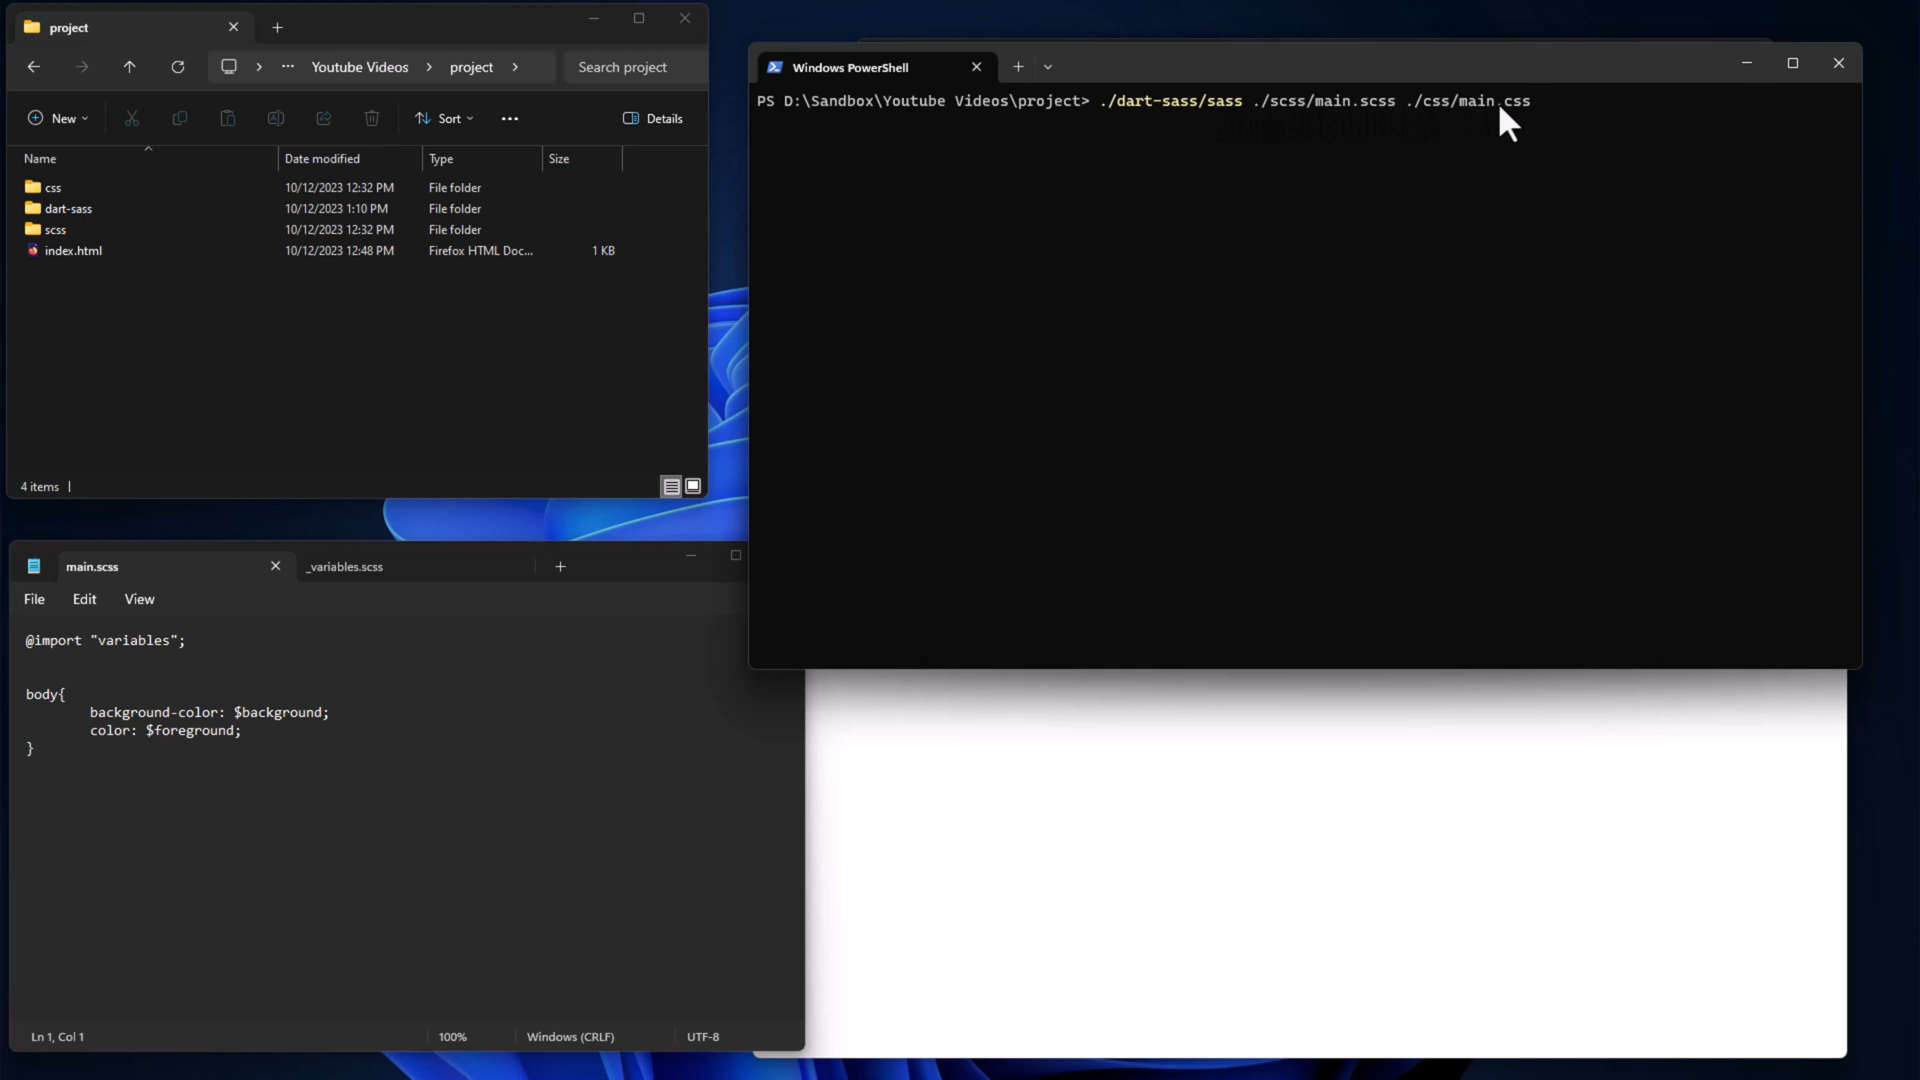 project
Youtube Videos
project
Search project
New
Sort
Details
Name
Date modified
Type
Size
css
10/12/2023 12:32 PM
File folder
dart-sass
10/12/2023 1:10 PM
File folder
scss
10/12/2023 12:32 PM
File folder
index.html
10/12/2023 12:48 PM
Firefox HTML Doc...
1 KB
4 items
Windows PowerShell
PS D:\Sandbox\Youtube Videos\project> ./dart-sass/sass ./scss/main.scss ./css/main.css
main.scss
_variables.scss
File
Edit
View
@import "variables";
body{
background-color: $background;
color: $foreground;
}
Ln 1, Col 1
100%
Windows (CRLF)
UTF-8